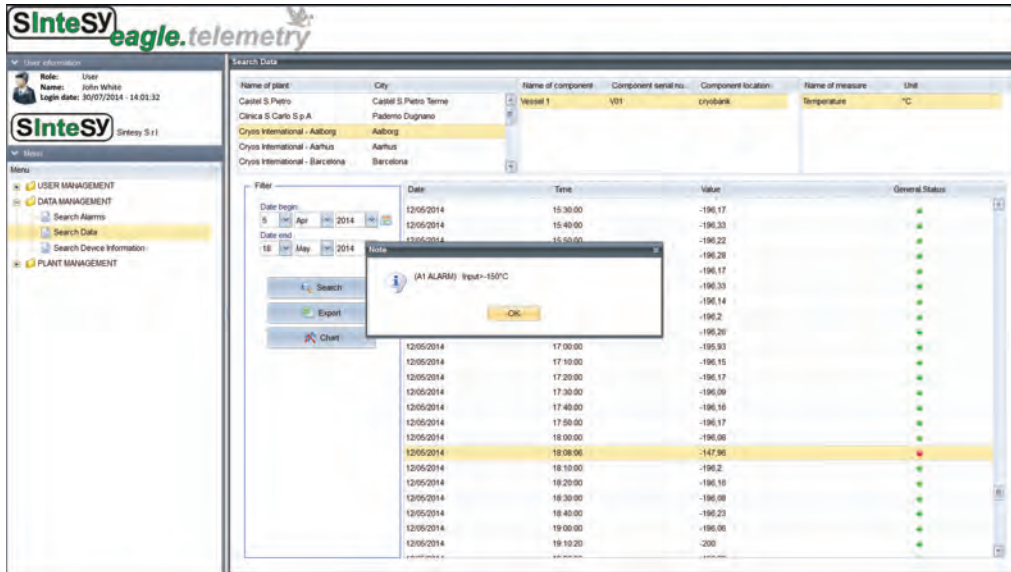 SInteSy
eagle.telemetry
User information
Role: User
Name: John White
Login date: 30/07/2014 - 14:01:32
SInteSy Sintesy S.r.l
Menu
Menu
USER MANAGEMENT
DATA MANAGEMENT
Search Alarms
Search Data
Search Device Information
PLANT MANAGEMENT
Search Data
Name of plant City
Castel S.Pietro Castel S.Pietro Terme
Clinica S Carlo S.p.A Paderno Dugnano
Cryos International - Aalborg Aalborg
Cryos International - Aarhus Aarhus
Cryos International - Barcelona Barcelona
Name of component Component serial nu... Component location
Vessel 1 V01 cryobank
Name of measure Unit
Temperature °C
Filter
Date begin
5 Apr 2014
Date end
18 May 2014
Search
Export
Chart
Date Time Value General Status
12/05/2014 15:30:00 -196,17
12/05/2014 15:40:00 -196,33
12/05/2014 15:50:00 -196,22
-196,28
-196,17
-196,33
-196,14
-196,2
-196,26
12/05/2014 17:00:00 -195,93
12/05/2014 17:10:00 -196,15
12/05/2014 17:20:00 -196,17
12/05/2014 17:30:00 -196,09
12/05/2014 17:40:00 -196,16
12/05/2014 17:50:00 -196,17
12/05/2014 18:00:00 -196,06
12/05/2014 18:08:06 -147,96
12/05/2014 18:10:00 -196,2
12/05/2014 18:20:00 -196,16
12/05/2014 18:30:00 -196,08
12/05/2014 18:40:00 -196,23
12/05/2014 19:00:00 -196,06
12/05/2014 19:10:20 -200
Note
(A1 ALARM) Input>-150°C
OK